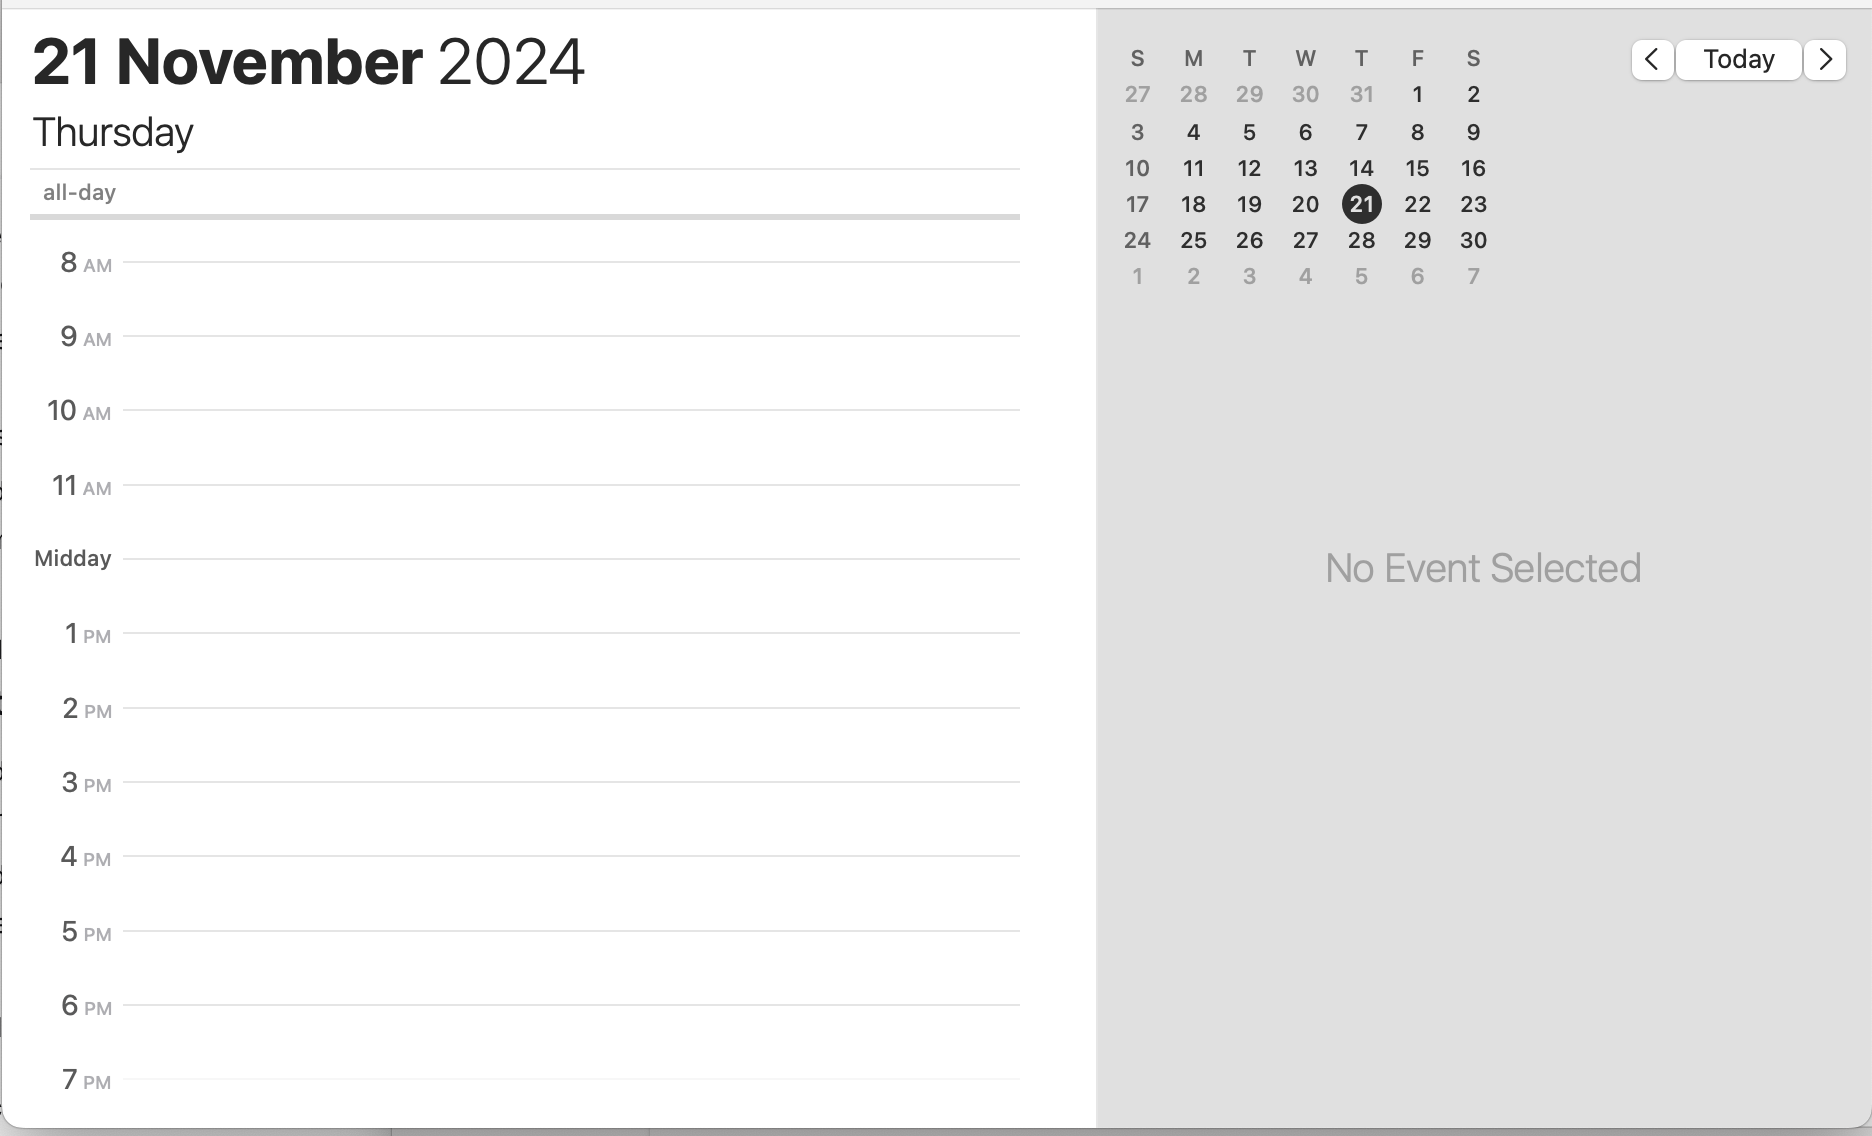 21 November 2024
Thursday
all-day
8 AM
9 AM
10 AM
11 AM
Midday
1 PM
2 PM
3 PM
4 PM
5 PM
6 PM
7 PM
S M T W T F S
27 28 29 30 31 1 2
3 4 5 6 7 8 9
10 11 12 13 14 15 16
17 18 19 20 21 22 23
24 25 26 27 28 29 30
1 2 3 4 5 6 7
Today
No Event Selected